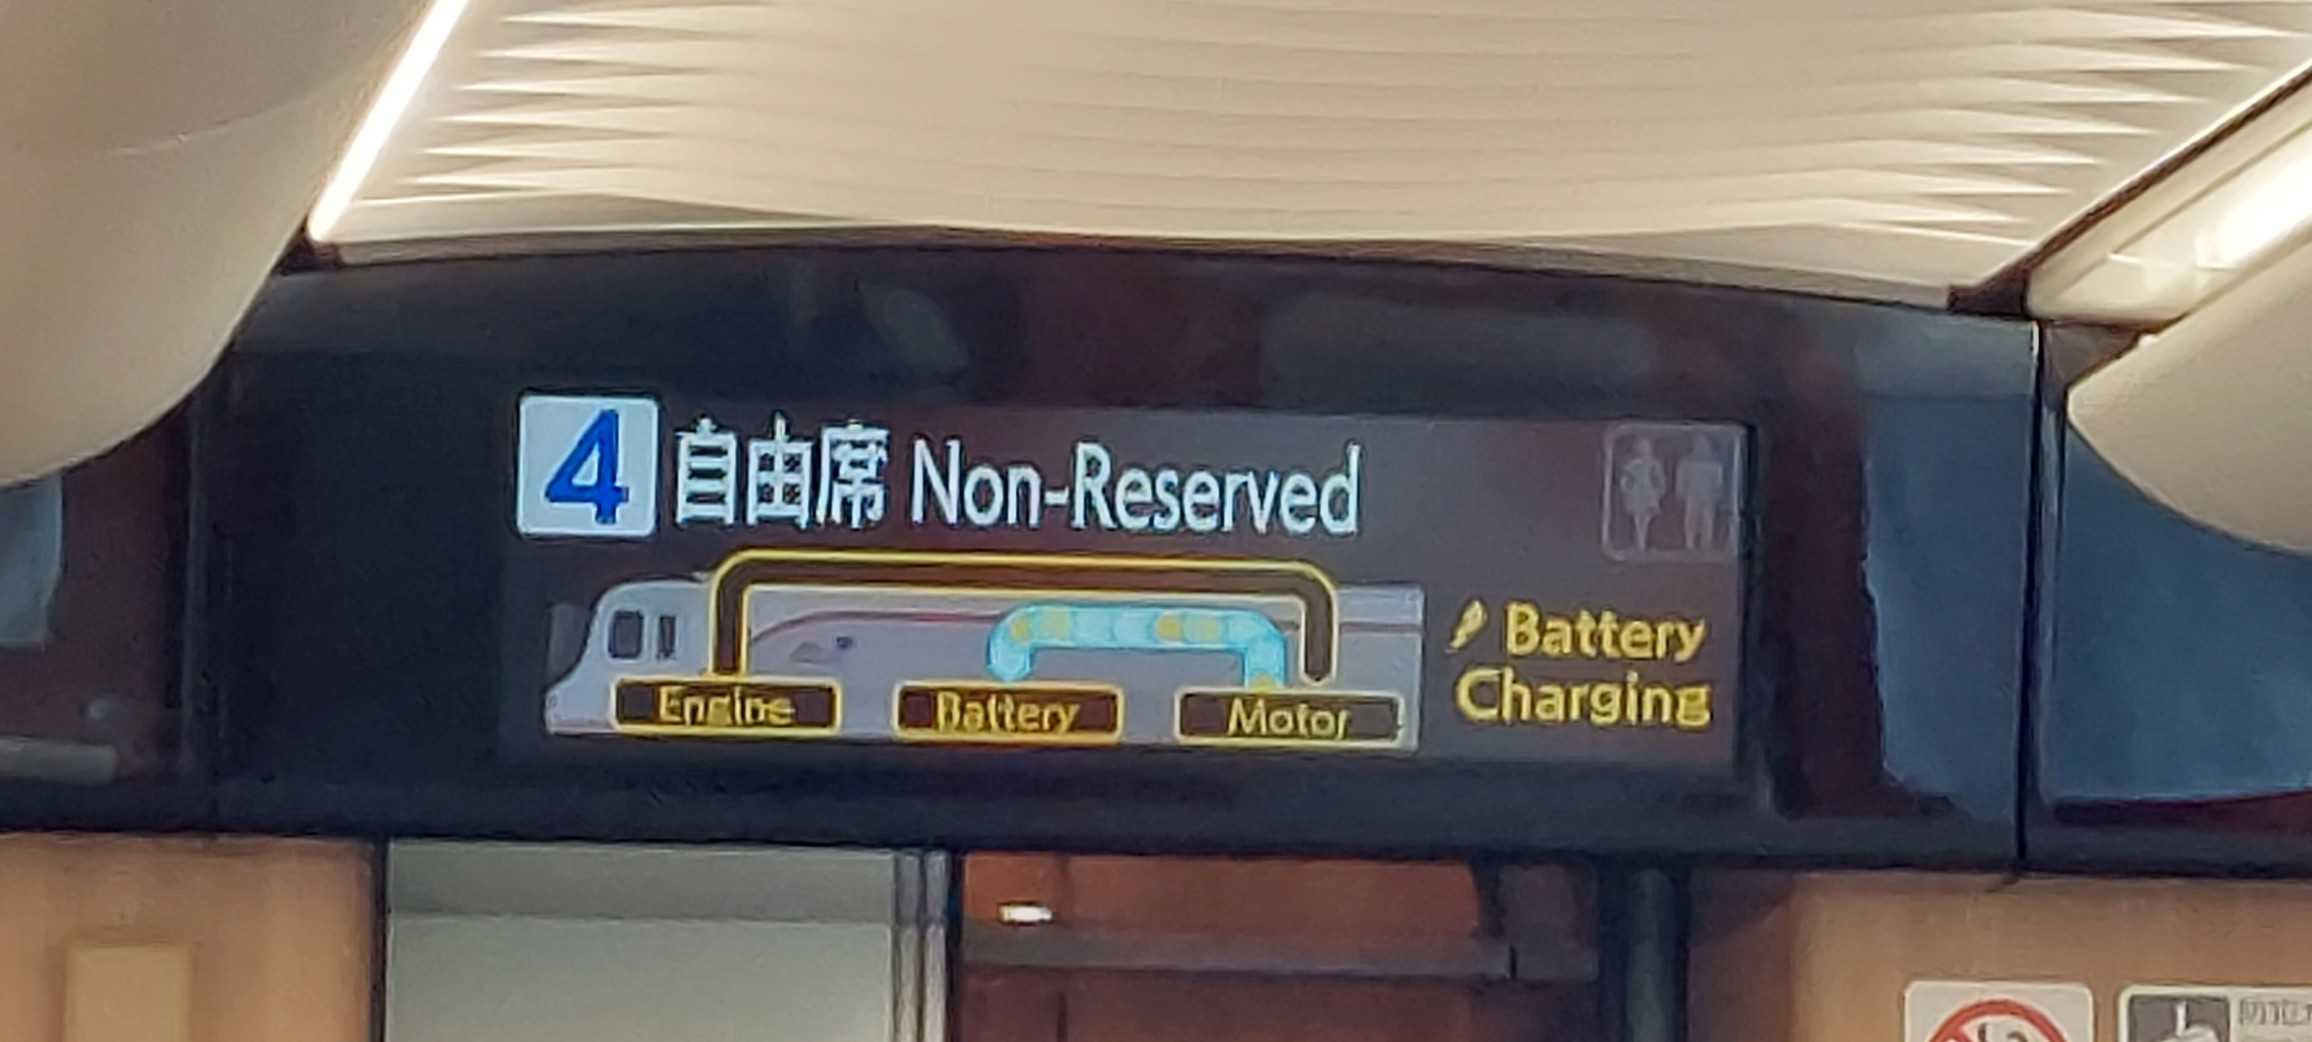 4 自由席 Non-Reserved
Engine
Battery
Motor
Battery
Charging